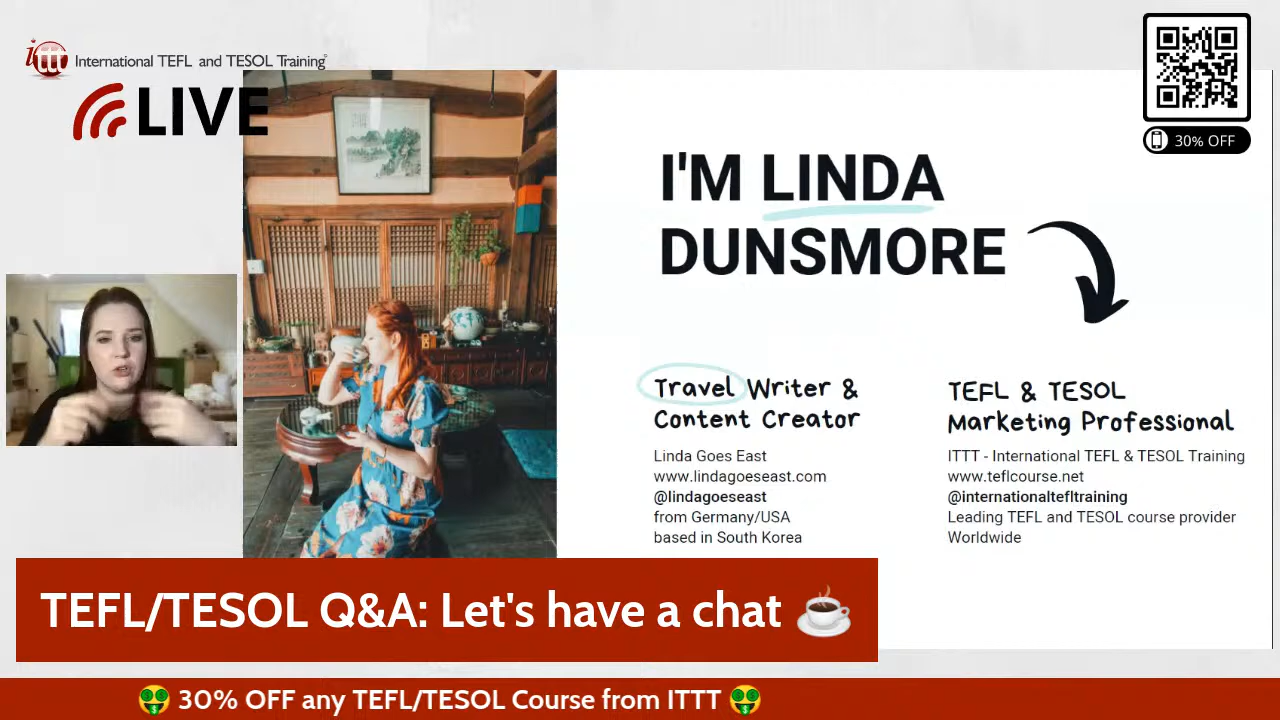 ittt International TEFL and TESOL Training
LIVE
30% OFF
I'M LINDA
DUNSMORE
Travel Writer &
Content Creator
Linda Goes East
www.lindagoeseast.com
@lindagoeseast
from Germany/USA
based in South Korea
TEFL & TESOL
Marketing Professional
ITTT - International TEFL & TESOL Training
www.teflcourse.net
@internationaltefltraining
Leading TEFL and TESOL course provider
Worldwide
TEFL/TESOL Q&A: Let's have a chat ☕
🤑 30% OFF any TEFL/TESOL Course from ITTT 🤑